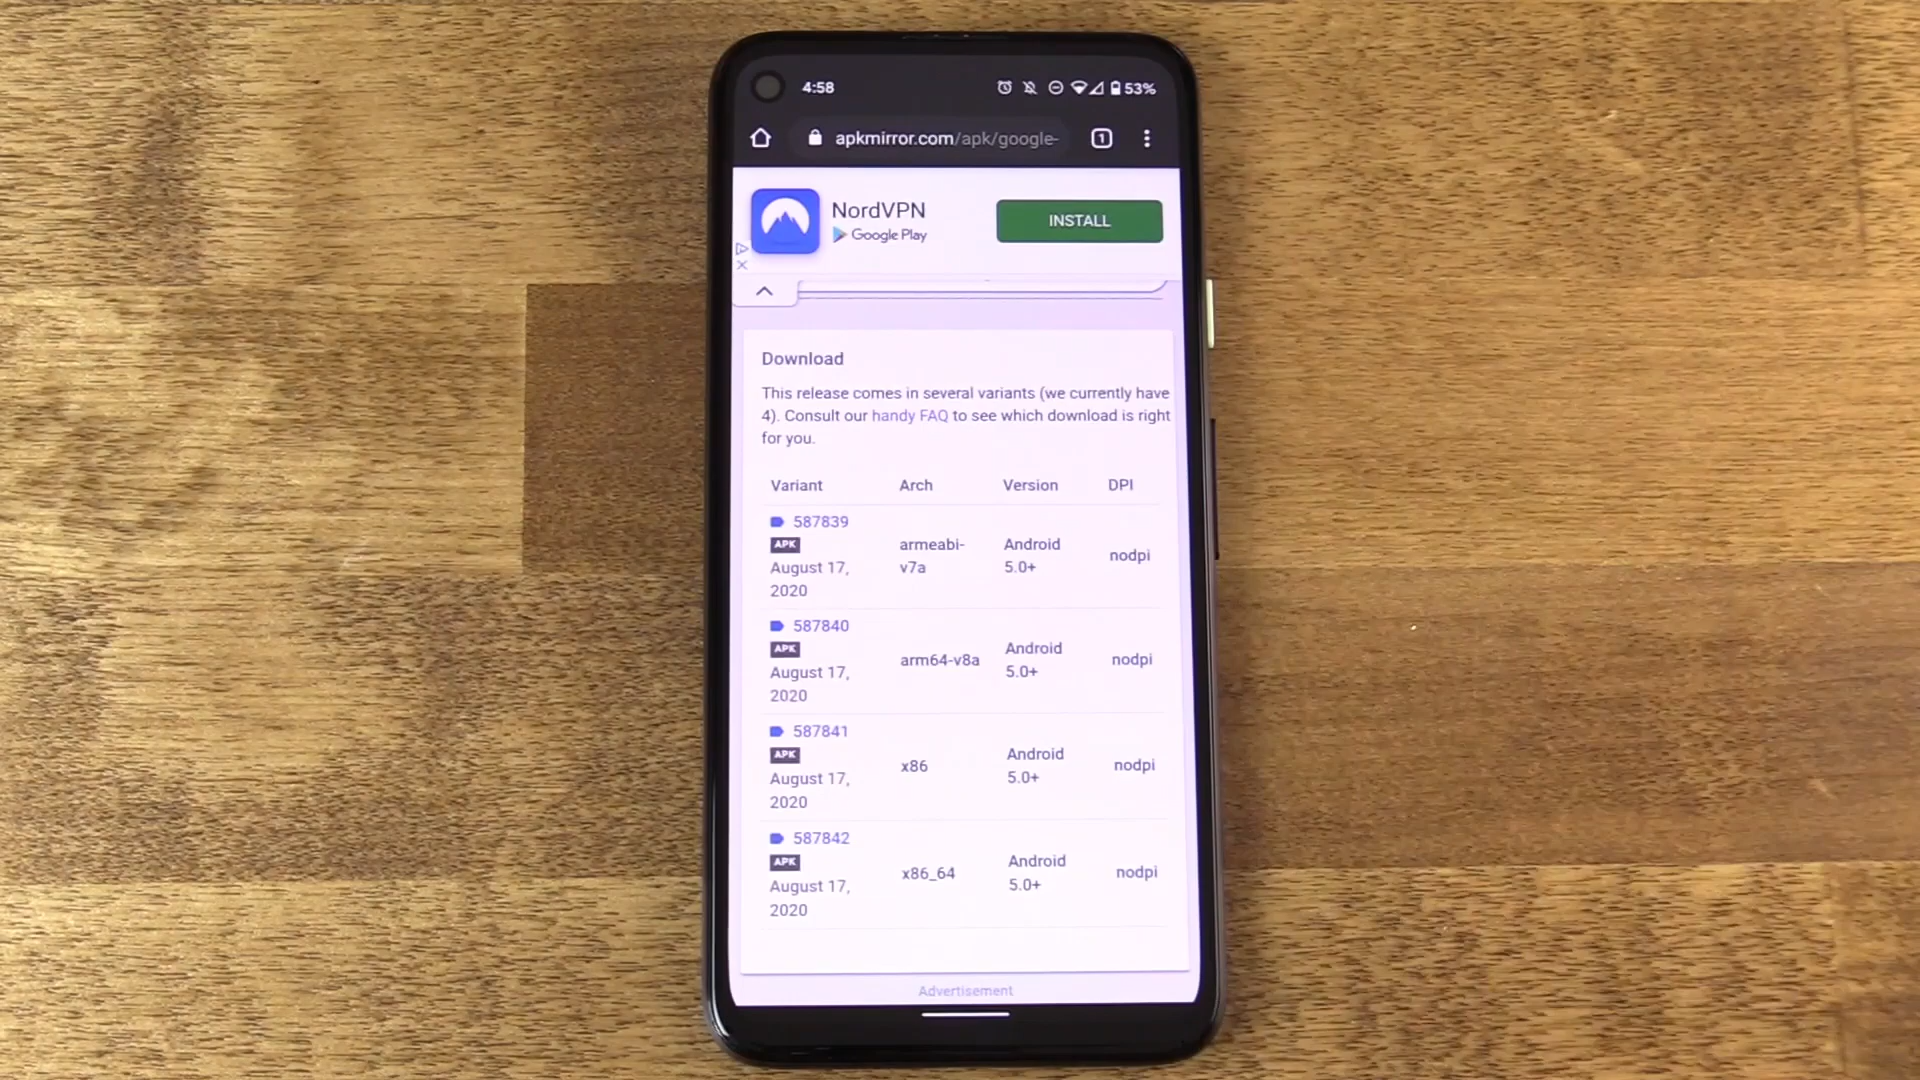 4:58
53%
apkmirror.com/apk/google-
1
NordVPN
Google Play
INSTALL
Download
This release comes in several variants (we currently have
4). Consult our handy FAQ to see which download is right
for you.
Variant Arch Version DPI
587839
APK
August 17,
2020
armeabi-
v7a
Android
5.0+
nodpi
587840
APK
August 17,
2020
arm64-v8a
Android
5.0+
nodpi
587841
APK
August 17,
2020
x86
Android
5.0+
nodpi
587842
APK
August 17,
2020
x86_64
Android
5.0+
nodpi
Advertisement